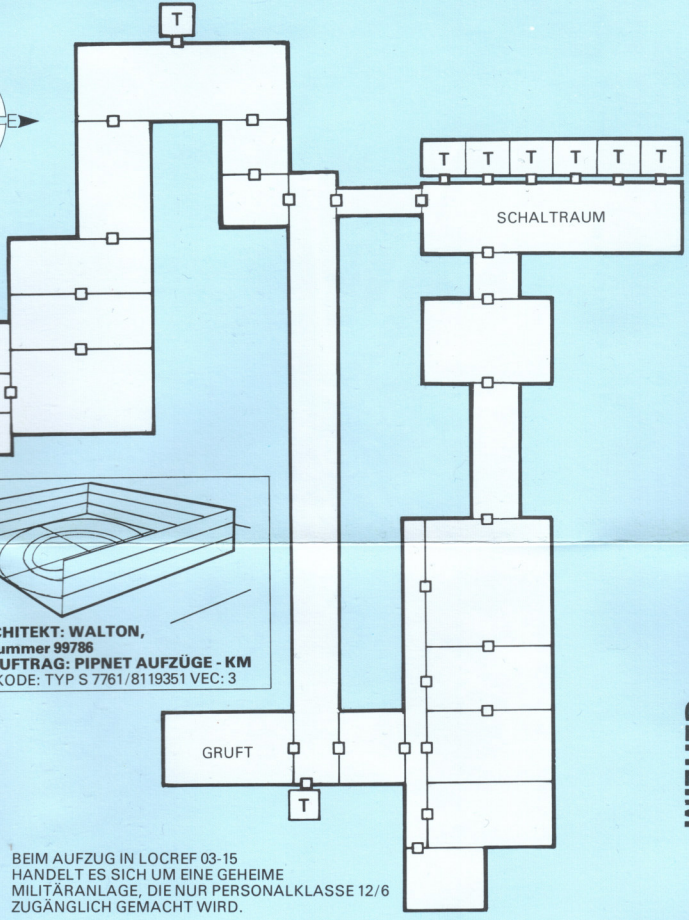 T
E
T T T T T T
SCHALTRAUM
CHITEKT: WALTON,
ummer 99786
UFTRAG: PIPNET AUFZÜGE - KM
KODE: TYP S 7761/8119351 VEC: 3
GRUFT
T
BEIM AUFZUG IN LOCREF 03-15
HANDELT ES SICH UM EINE GEHEIME
MILITÄRANLAGE, DIE NUR PERSONALKLASSE 12/6
ZUGÄNGLICH GEMACHT WIRD.